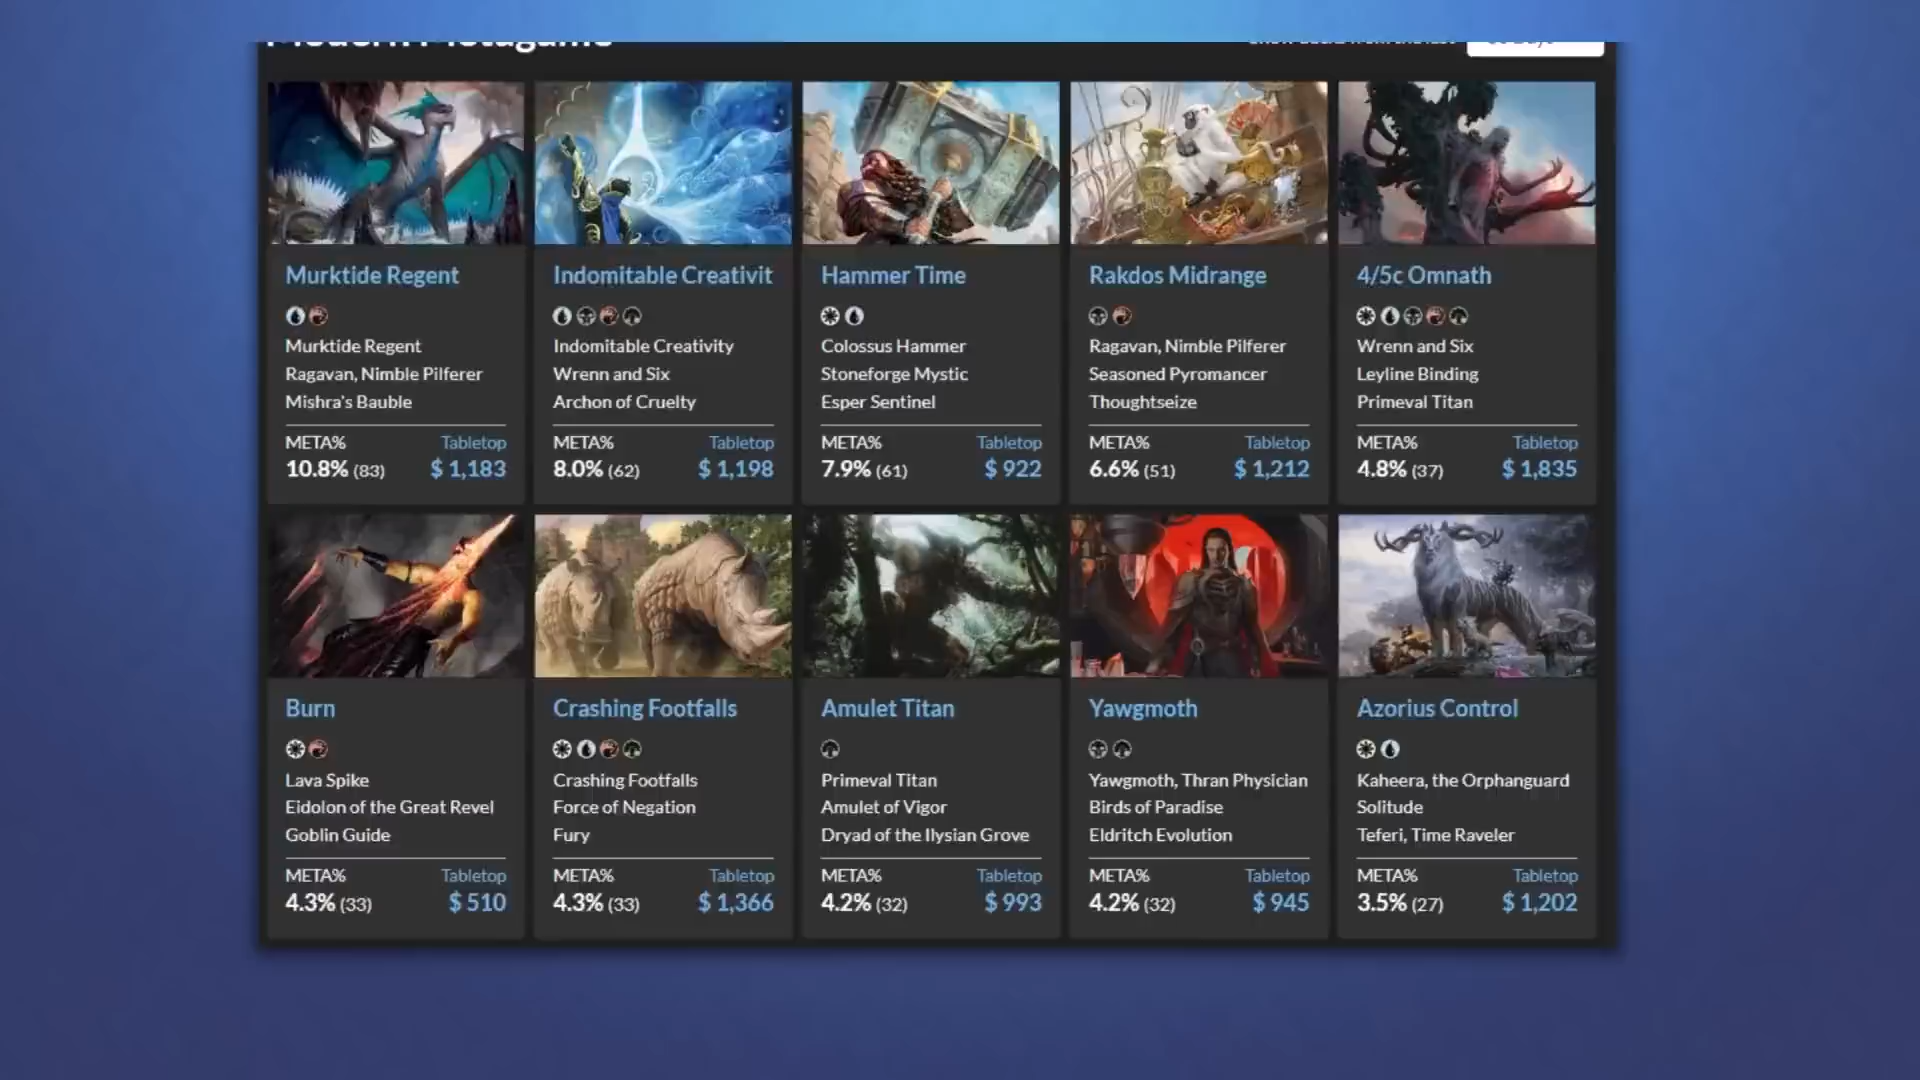 Modern Metagame
Murktide Regent
Murktide Regent
Ragavan, Nimble Pilferer
Mishra's Bauble
META% Tabletop
10.8% (83) $ 1,183
Indomitable Creativit
Indomitable Creativity
Wrenn and Six
Archon of Cruelty
META% Tabletop
8.0% (62) $ 1,198
Hammer Time
Colossus Hammer
Stoneforge Mystic
Esper Sentinel
META% Tabletop
7.9% (61) $ 922
Rakdos Midrange
Ragavan, Nimble Pilferer
Seasoned Pyromancer
Thoughtseize
META% Tabletop
6.6% (51) $ 1,212
4/5c Omnath
Wrenn and Six
Leyline Binding
Primeval Titan
META% Tabletop
4.8% (37) $ 1,835
Burn
Lava Spike
Eidolon of the Great Revel
Goblin Guide
META% Tabletop
4.3% (33) $ 510
Crashing Footfalls
Crashing Footfalls
Force of Negation
Fury
META% Tabletop
4.3% (33) $ 1,366
Amulet Titan
Primeval Titan
Amulet of Vigor
Dryad of the Ilysian Grove
META% Tabletop
4.2% (32) $ 993
Yawgmoth
Yawgmoth, Thran Physician
Birds of Paradise
Eldritch Evolution
META% Tabletop
4.2% (32) $ 945
Azorius Control
Kaheera, the Orphanguard
Solitude
Teferi, Time Raveler
META% Tabletop
3.5% (27) $ 1,202